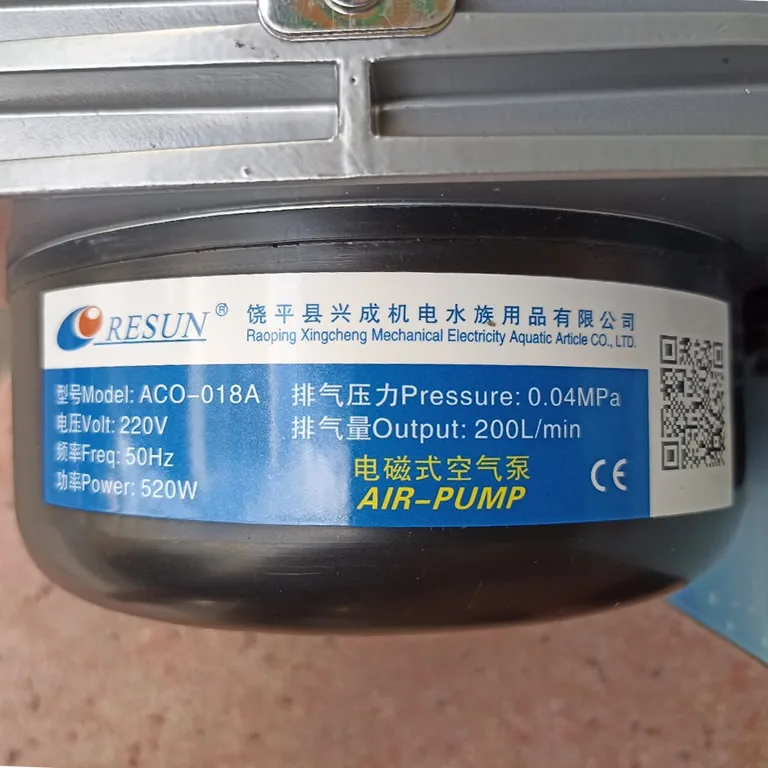 RESUN ®
饶平县兴成机电水族用品有限公司
Raoping Xingcheng Mechanical Electricity Aquatic Article CO., LTD.
型号Model: ACO-018A
电压Volt: 220V
频率Freq: 50Hz
功率Power: 520W
排气压力Pressure: 0.04MPa
排气量Output: 200L/min
电磁式空气泵
AIR-PUMP
CE